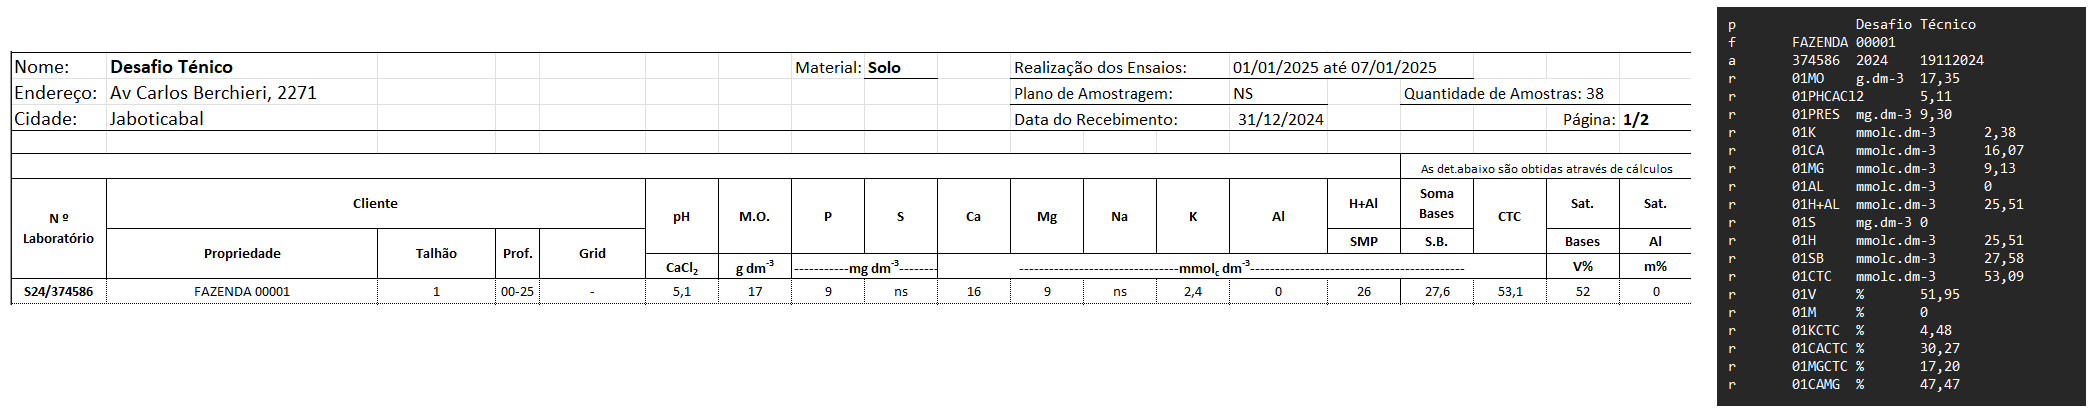 Nome: Desafio Ténico Material: Solo Realização dos Ensaios: 01/01/2025 até 07/01/2025
Endereço: Av Carlos Berchieri, 2271 Plano de Amostragem: NS Quantidade de Amostras: 38
Cidade: Jaboticabal Data do Recebimento: 31/12/2024 Página: 1/2
As det.abaixo são obtidas através de cálculos
N º Laboratório Cliente pH M.O. P S Ca Mg Na K Al H+Al Soma Bases CTC Sat. Sat.
Propriedade Talhão Prof. Grid SMP S.B. Bases Al
CaCl2 g dm-3 -----------mg dm-3-------- -------------------------------mmolc dm-3----------------------------------------- V% m%
S24/374586 FAZENDA 00001 1 00-25 - 5,1 17 9 ns 16 9 ns 2,4 0 26 27,6 53,1 52 0
p Desafio Técnico
f FAZENDA 00001
a 374586 2024 19112024
r 01MO g.dm-3 17,35
r 01PHCACl2 5,11
r 01PRES mg.dm-3 9,30
r 01K mmolc.dm-3 2,38
r 01CA mmolc.dm-3 16,07
r 01MG mmolc.dm-3 9,13
r 01AL mmolc.dm-3 0
r 01H+AL mmolc.dm-3 25,51
r 01S mg.dm-3 0
r 01H mmolc.dm-3 25,51
r 01SB mmolc.dm-3 27,58
r 01CTC mmolc.dm-3 53,09
r 01V % 51,95
r 01M % 0
r 01KCTC % 4,48
r 01CACTC % 30,27
r 01MGCTC % 17,20
r 01CAMG % 47,47